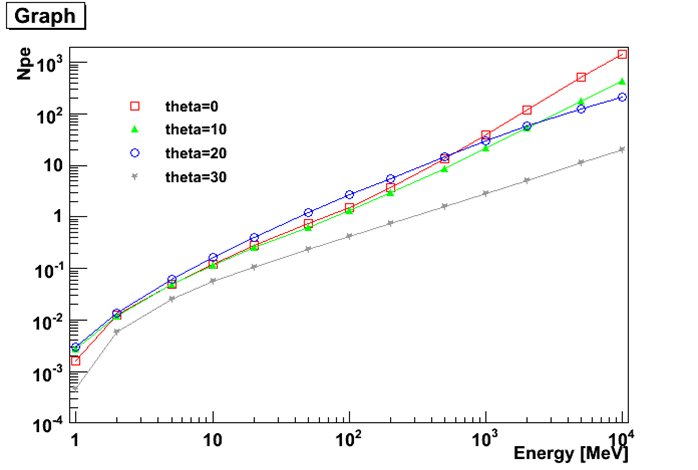 Graph
Npe
10³
10²
10
1
10⁻¹
10⁻²
10⁻³
10⁻⁴
theta=0
theta=10
theta=20
theta=30
1 10 10² 10³ 10⁴
Energy [MeV]